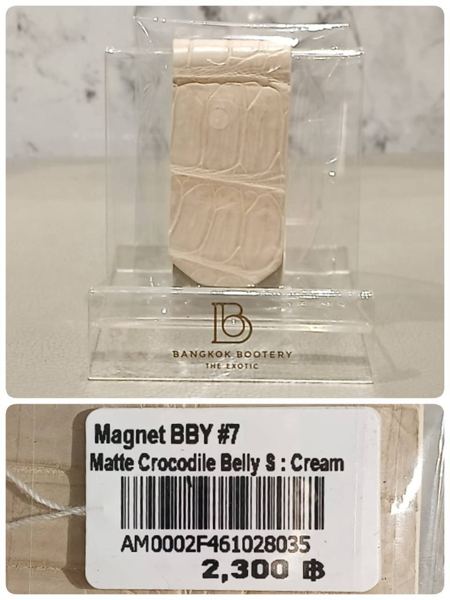 B
BANGKOK BOOTERY
THE EXOTIC
Magnet BBY #7
Matte Crocodile Belly S : Cream
AM0002F461028035
2,300 ฿